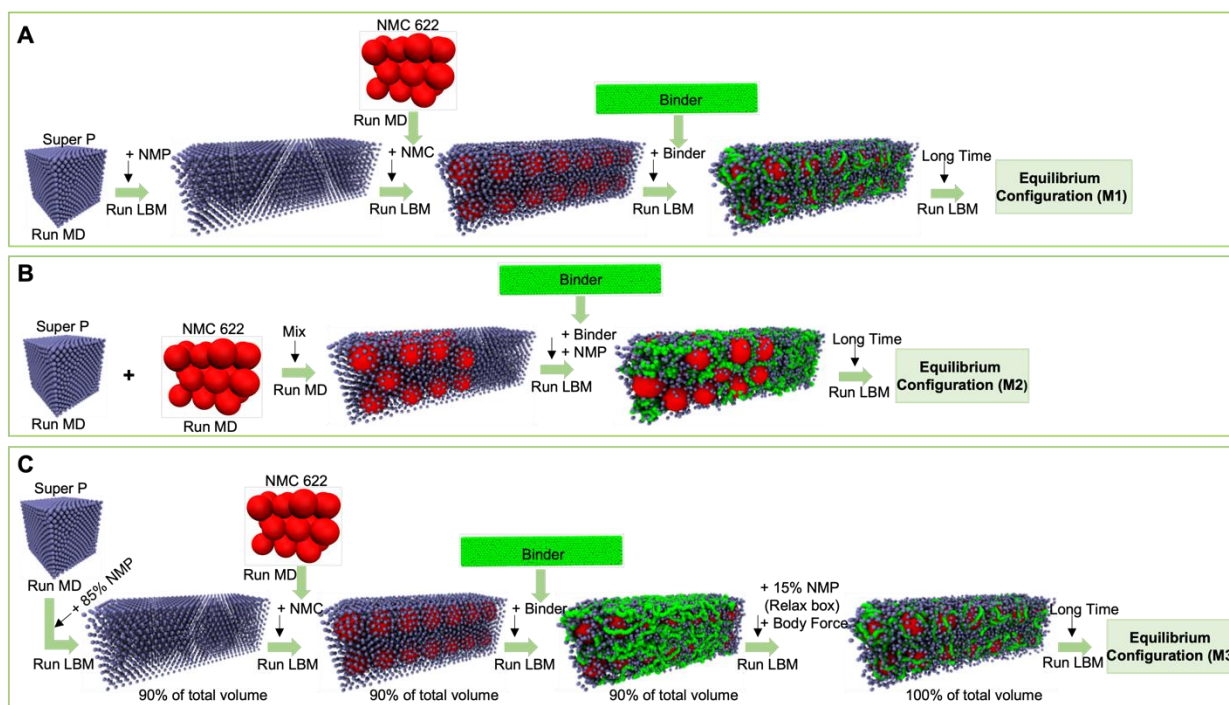 A
NMC 622
Run MD
Binder
Super P
Run MD
+ NMP
Run LBM
+ NMC
Run LBM
+ Binder
Run LBM
Long Time
Run LBM
Equilibrium
Configuration (M1)
B
Binder
Super P
Run MD
+
NMC 622
Run MD
Mix
Run MD
+ Binder
+ NMP
Run LBM
Long Time
Run LBM
Equilibrium
Configuration (M2)
C
Super P
Run MD
NMC 622
Run MD
Binder
+ 85% NMP
Run LBM
90% of total volume
+ NMC
Run LBM
90% of total volume
+ Binder
Run LBM
90% of total volume
+ 15% NMP
(Relax box)
+ Body Force
Run LBM
100% of total volume
Long Time
Run LBM
Equilibrium
Configuration (M3